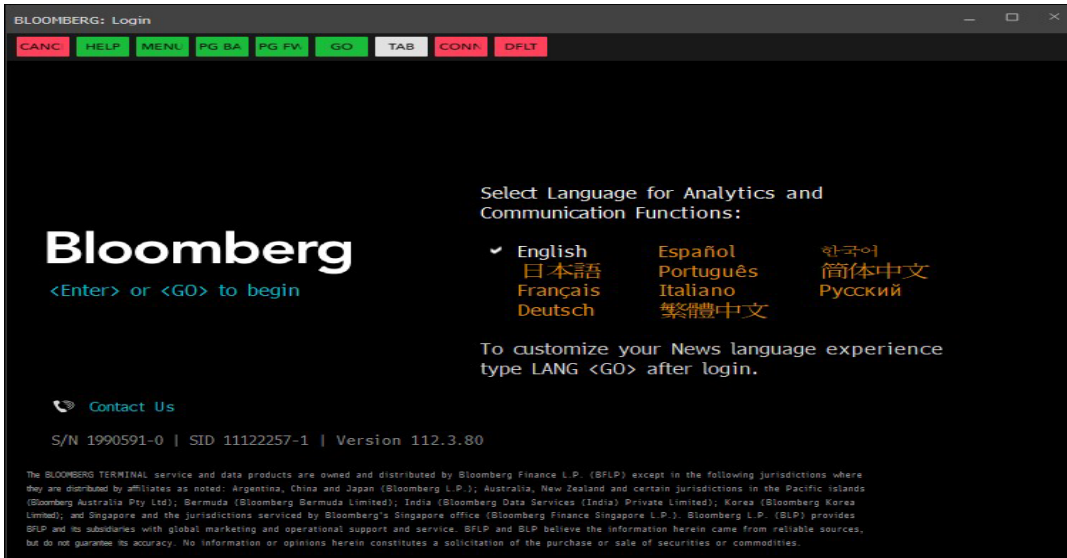 BLOOMBERG: Login
CANC HELP MENU PG BA PG FW GO TAB CONN DFLT
Select Language for Analytics and
Communication Functions:
Bloomberg
<Enter> or <GO> to begin
✓ English Español 한국어
日本語 Português 简体中文
Français Italiano Русский
Deutsch 繁體中文
To customize your News language experience
type LANG <GO> after login.
Contact Us
S/N 1990591-0 | SID 11122257-1 | Version 112.3.80
The BLOOMBERG TERMINAL service and data products are owned and distributed by Bloomberg Finance L.P. (BFLP) except in the following jurisdictions where
they are distributed by affiliates as noted: Argentina, China and Japan (Bloomberg L.P.); Australia, New Zealand and certain jurisdictions in the Pacific islands
(Bloomberg Australia Pty Ltd); Bermuda (Bloomberg Bermuda Limited); India (Bloomberg Data Services (India) Private Limited); Korea (Bloomberg Korea
Limited); and Singapore and the jurisdictions serviced by Bloomberg's Singapore office (Bloomberg Finance Singapore L.P.). Bloomberg L.P. (BLP) provides
BFLP and its subsidiaries with global marketing and operational support and service. BFLP and BLP believe the information herein came from reliable sources,
but do not guarantee its accuracy. No information or opinions herein constitutes a solicitation of the purchase or sale of securities or commodities.